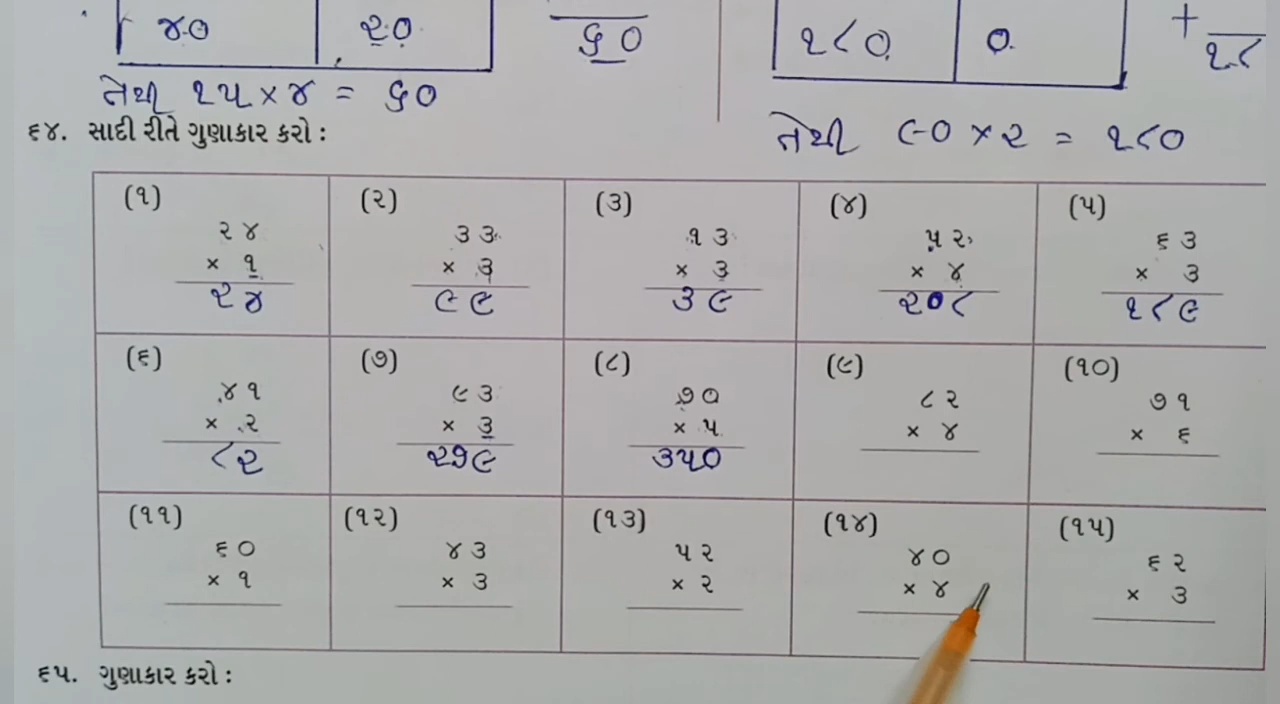 ૪૦ ૨૦ ૬૦ ૧૮૦ ૦ + ૧૮
તેથી ૧૫ × ૪ = ૬૦
તેથી ૯૦ × ૨ = ૧૮૦
૬૪. સાદી રીતે ગુણાકાર કરો :
(૧) (૨) (૩) (૪) (૫)
૨૪ ૩૩ ૧૩ ૫૨ ૬૩
× ૧ × ૩ × ૩ × ૪ × ૩
૨૪ ૯૯ ૩૯ ૨૦૮ ૧૮૯
(૬) (૭) (૮) (૯) (૧૦)
૪૧ ૯૩ ૭૦ ૮૨ ૭૧
× ૨ × ૩ × ૫ × ૪ × ૬
૮૨ ૨૭૯ ૩૫૦
(૧૧) (૧૨) (૧૩) (૧૪) (૧૫)
૬૦ ૪૩ ૫૨ ૪૦ ૬૨
× ૧ × ૩ × ૨ × ૪ × ૩
૬૫. ગુણાકાર કરો :